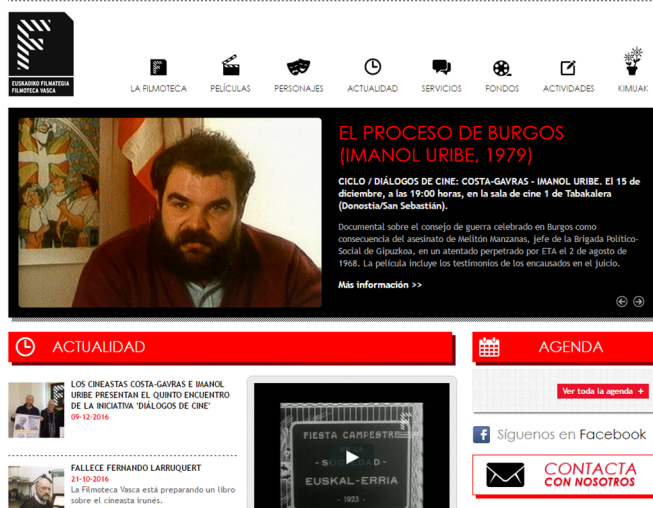 EUSKADIKO FILMATEGIA
FILMOTECA VASCA
LA FILMOTECA
PELÍCULAS
PERSONAJES
ACTUALIDAD
SERVICIOS
FONDOS
ACTIVIDADES
KIMUAK
EL PROCESO DE BURGOS
(IMANOL URIBE, 1979)
CICLO / DIÁLOGOS DE CINE: COSTA-GAVRAS - IMANOL URIBE. El 15 de
diciembre, a las 19:00 horas, en la sala de cine 1 de Tabakalera
(Donostia/San Sebastián).
Documental sobre el consejo de guerra celebrado en Burgos como
consecuencia del asesinato de Melitón Manzanas, jefe de la Brigada Político-
Social de Gipuzkoa, en un atentado perpetrado por ETA el 2 de agosto de
1968. La película incluye los testimonios de los encausados en el juicio.
Más información >>
ACTUALIDAD
LOS CINEASTAS COSTA-GAVRAS E IMANOL
URIBE PRESENTAN EL QUINTO ENCUENTRO
DE LA INICIATIVA 'DIÁLOGOS DE CINE'
09-12-2016
FALLECE FERNANDO LARRUQUERT
21-10-2016
La Filmoteca Vasca está preparando un libro
sobre el cineasta irunés.
FIESTA CAMPESTRE
EUSKAL-ERRIA
- 1923 -
AGENDA
Ver toda la agenda +
Síguenos en Facebook
CONTACTA
CON NOSOTROS